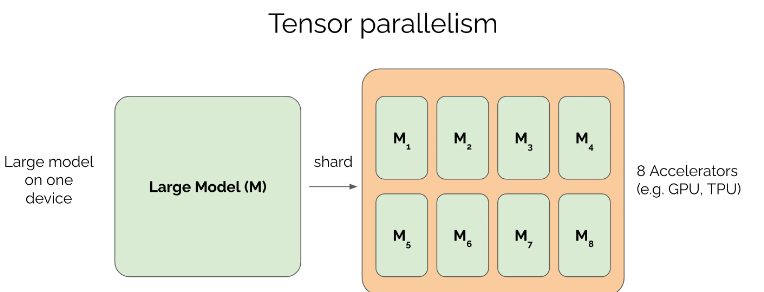 Tensor parallelism
Large model
on one
device
Large Model (M)
shard
M1
M2
M3
M4
M5
M6
M7
M8
8 Accelerators
(e.g. GPU, TPU)